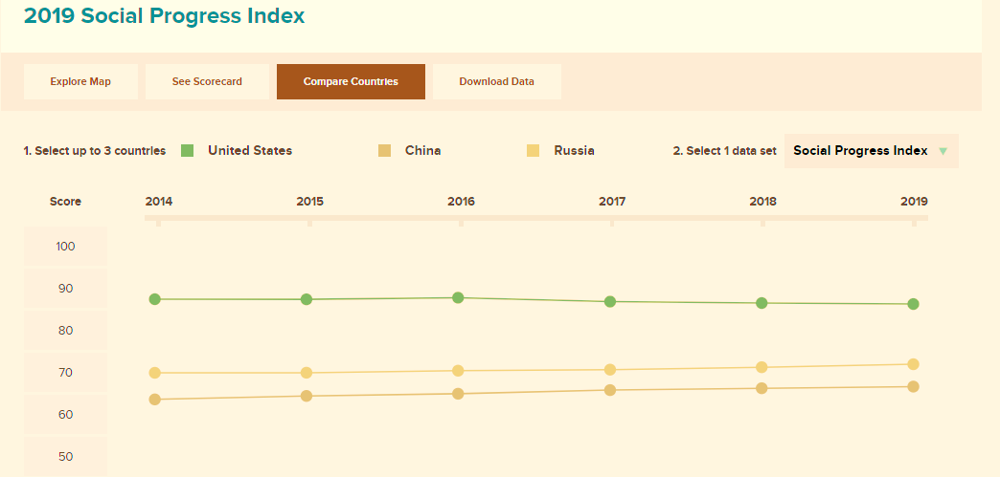 2019 Social Progress Index
Explore Map See Scorecard Compare Countries Download Data
1. Select up to 3 countries United States China Russia 2. Select 1 data set Social Progress Index
Score 2014 2015 2016 2017 2018 2019
100
90
80
70
60
50